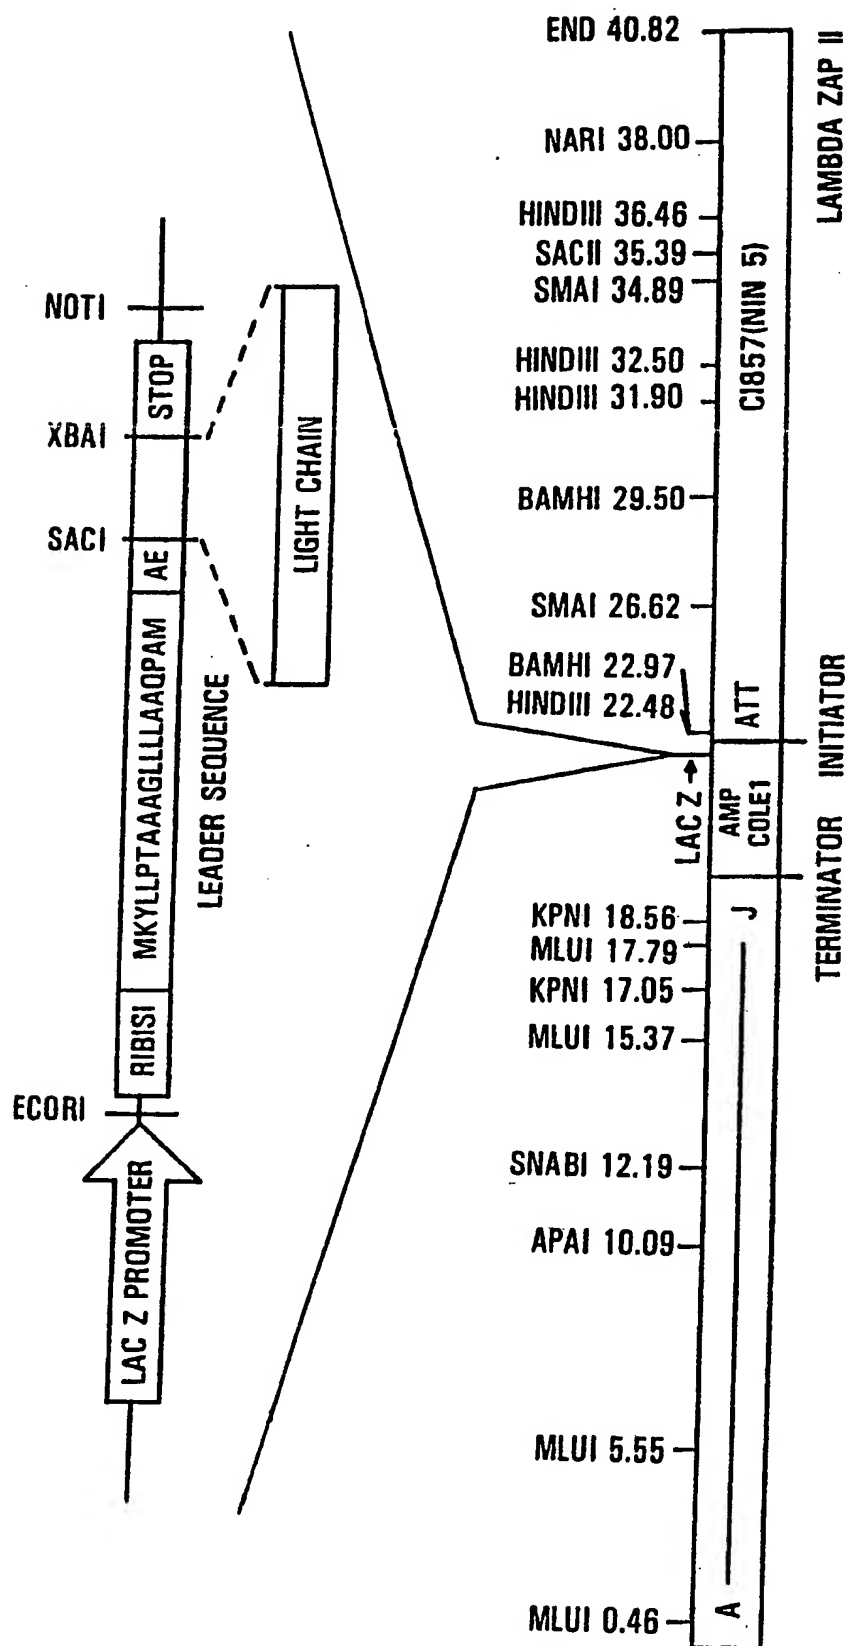 END 40.82
NARI 38.00
HINDIII 36.46
SACII 35.39
SMAI 34.89
HINDIII 32.50
HINDIII 31.90
BAMHI 29.50
SMAI 26.62
BAMHI 22.97
HINDIII 22.48
LAC Z
KPNI 18.56
MLUI 17.79
KPNI 17.05
MLUI 15.37
SNABI 12.19
APAI 10.09
MLUI 5.55
MLUI 0.46
LAMBDA ZAP II
CI857(NIN 5)
ATT
INITIATOR
AMP
COLE1
TERMINATOR
J
A
NOTI
STOP
XBAI
SACI
AE
LIGHT CHAIN
MKYLLPTAAAGLLLLAAQPAM
LEADER SEQUENCE
RIBISI
ECORI
LAC Z PROMOTER